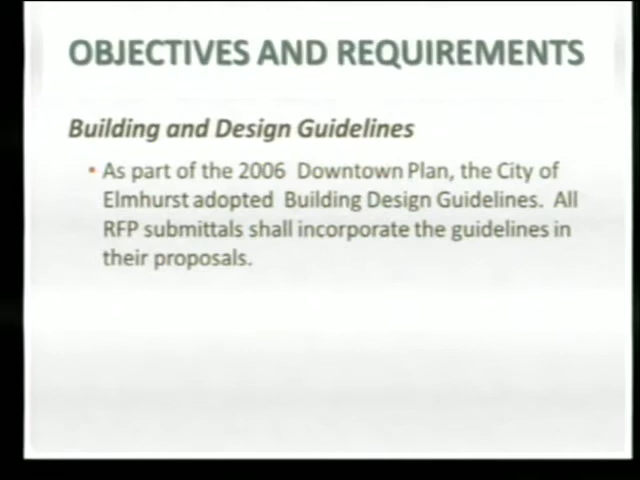 OBJECTIVES AND REQUIREMENTS
Building and Design Guidelines
• As part of the 2006 Downtown Plan, the City of
Elmhurst adopted Building Design Guidelines. All
RFP submittals shall incorporate the guidelines in
their proposals.